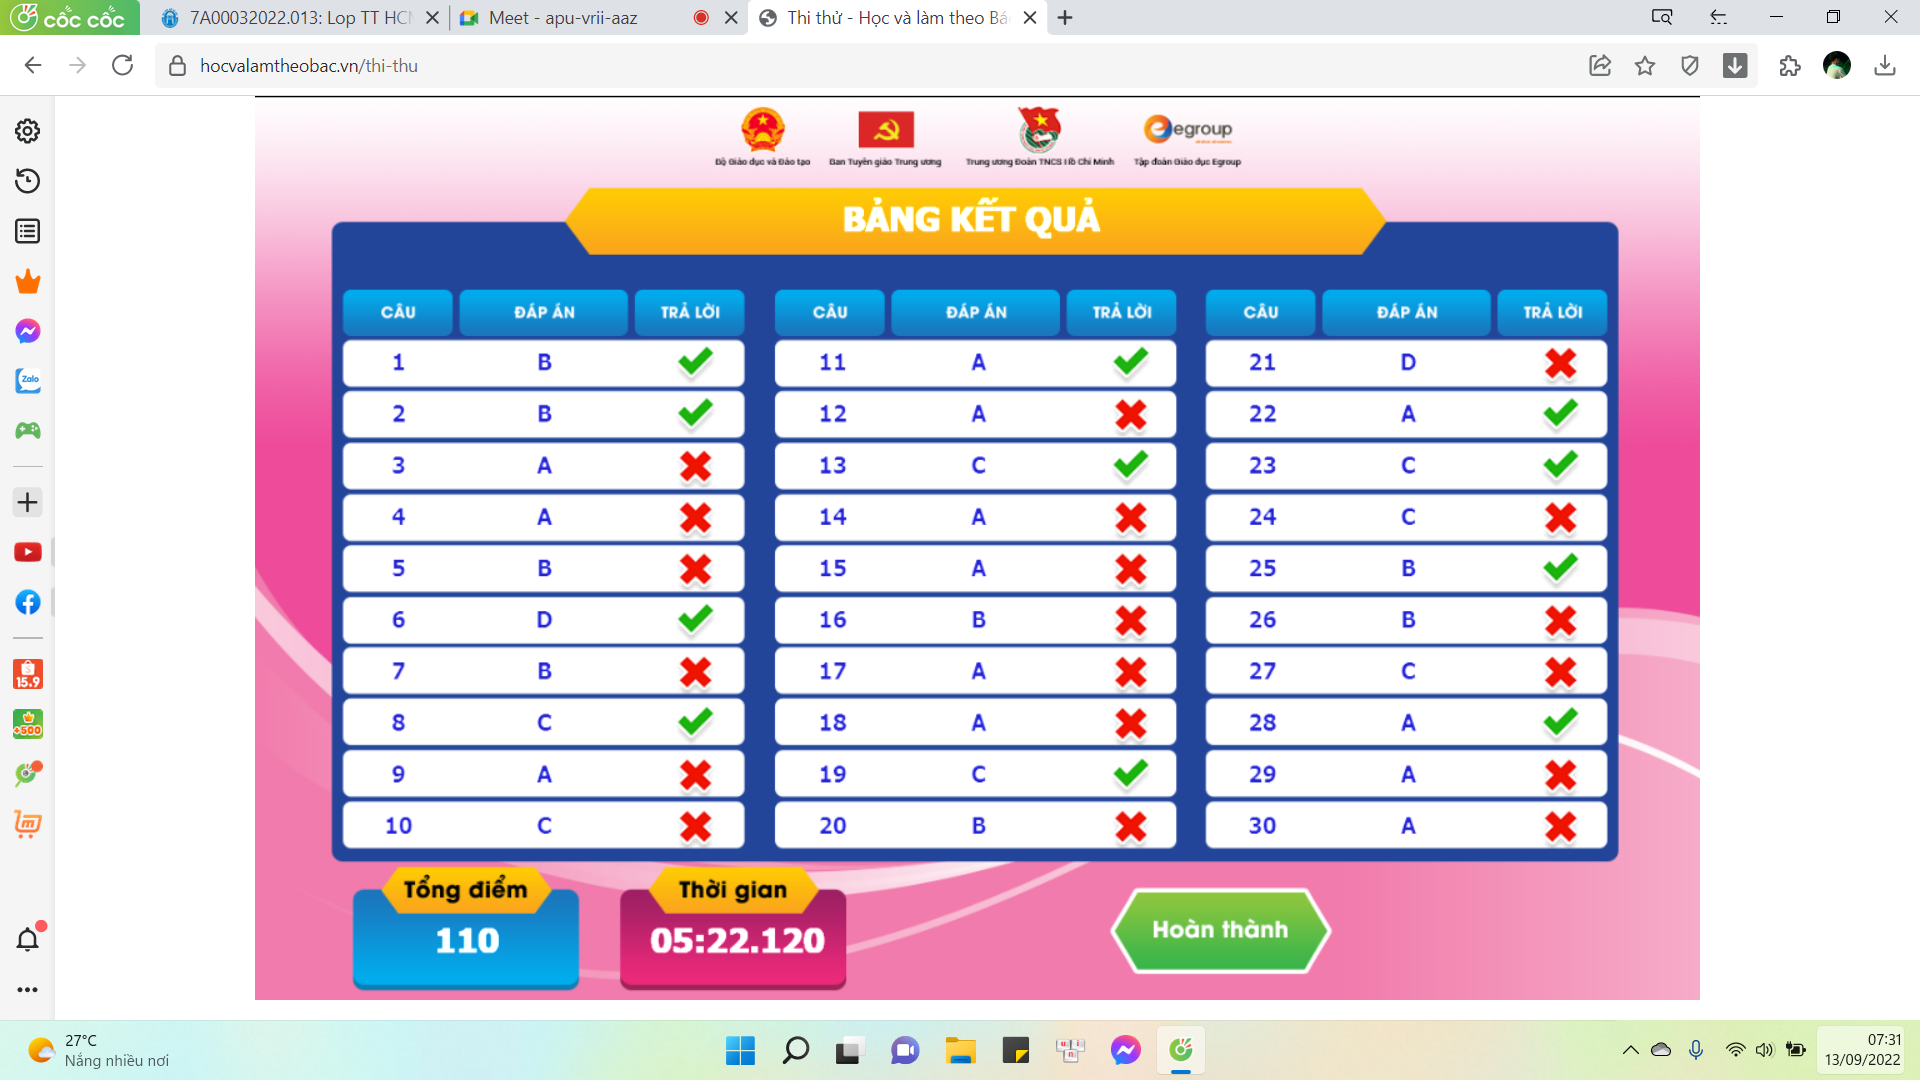 cốc cốc
7A00032022.013: Lop TT HCM
Meet - apu-vrii-aaz
Thi thử - Học và làm theo Bá
hocvalamtheobac.vn/thi-thu
Bộ Giáo dục và Đào tạo
Ban Tuyên giáo Trung ương
Trung ương Đoàn TNCS Hồ Chí Minh
egroup
Tập đoàn Giáo dục Egroup
BẢNG KẾT QUẢ
CÂU ĐÁP ÁN TRẢ LỜI CÂU ĐÁP ÁN TRẢ LỜI CÂU ĐÁP ÁN TRẢ LỜI
1 B 11 A 21 D
2 B 12 A 22 A
3 A 13 C 23 C
4 A 14 A 24 C
5 B 15 A 25 B
6 D 16 B 26 B
7 B 17 A 27 C
8 C 18 A 28 A
9 A 19 C 29 A
10 C 20 B 30 A
Tổng điểm
110
Thời gian
05:22.120
Hoàn thành
Zalo
15.9
+500
27°C
Nắng nhiều nơi
07:31
13/09/2022